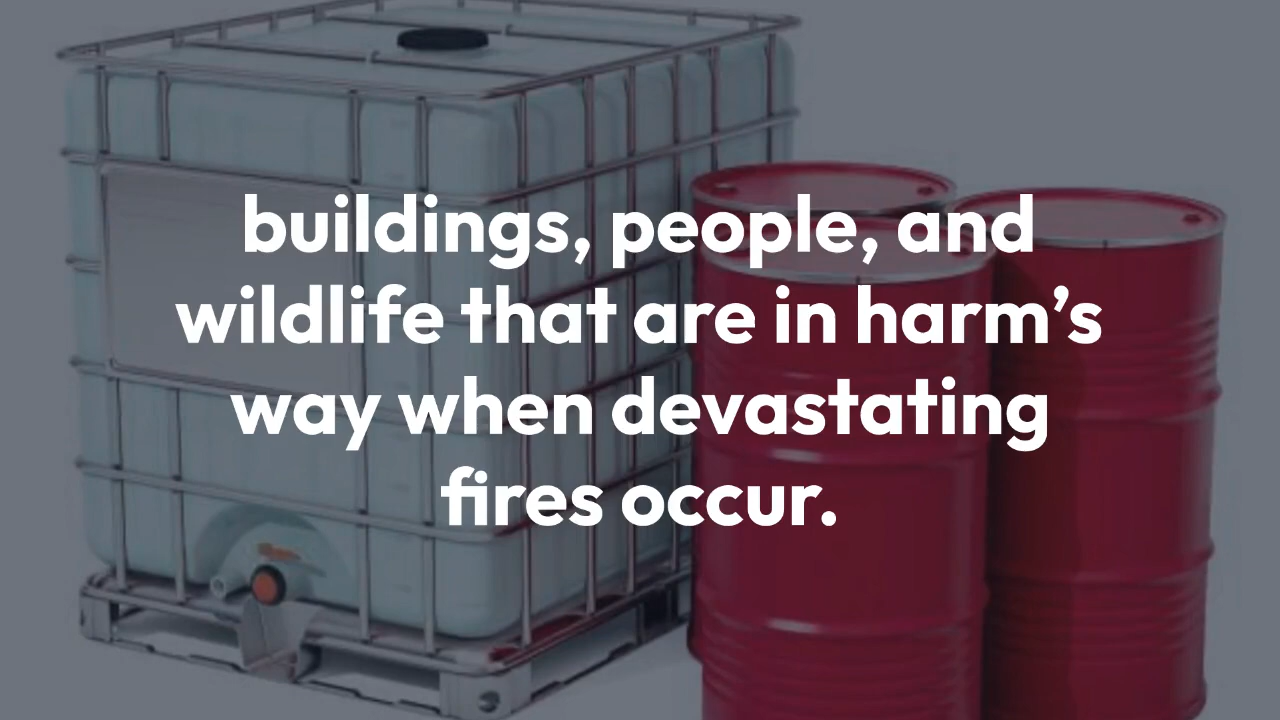 buildings, people, and
wildlife that are in harm’s
way when devastating
fires occur.